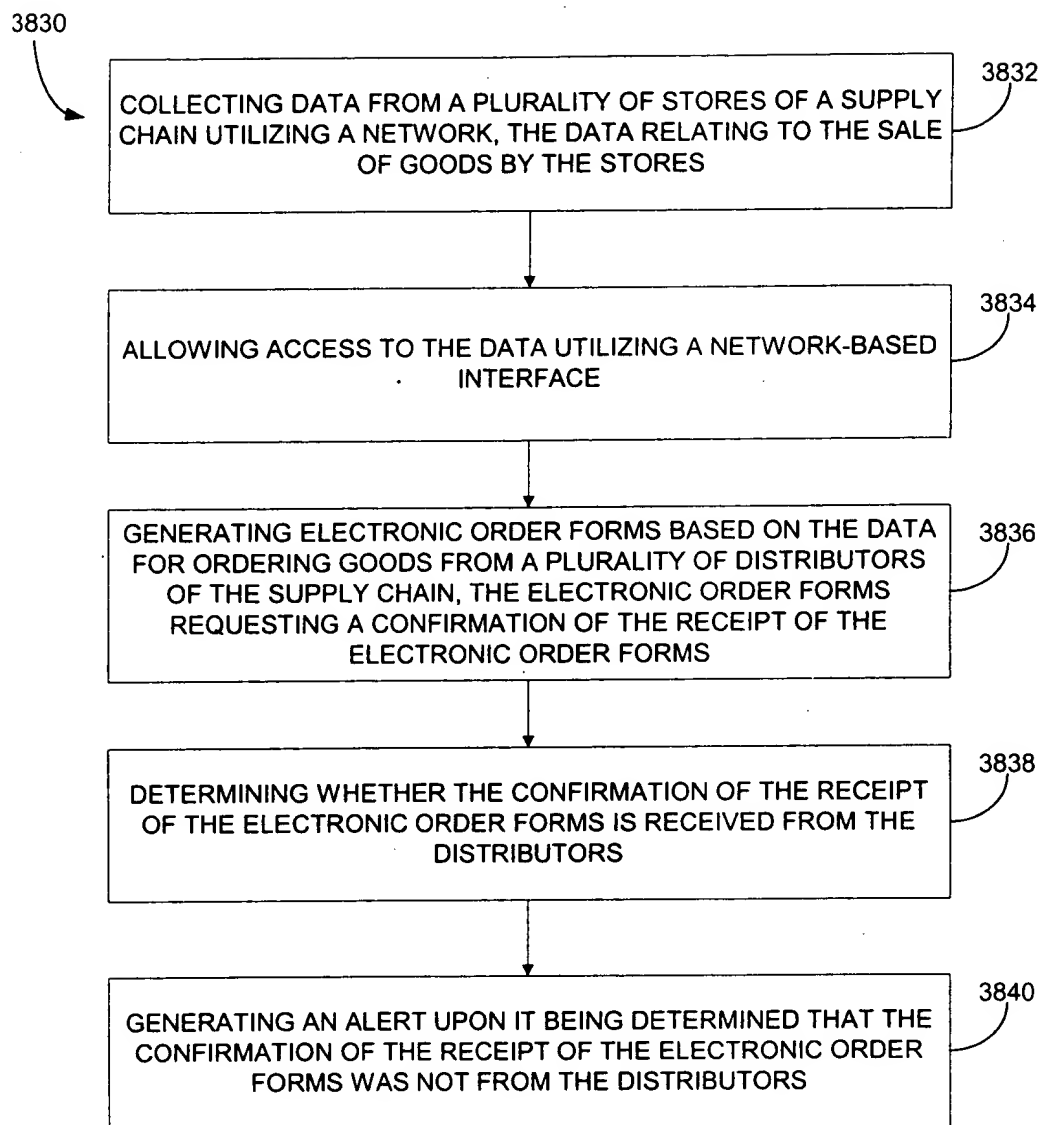 3830
3832
COLLECTING DATA FROM A PLURALITY OF STORES OF A SUPPLY
CHAIN UTILIZING A NETWORK, THE DATA RELATING TO THE SALE
OF GOODS BY THE STORES
3834
ALLOWING ACCESS TO THE DATA UTILIZING A NETWORK-BASED
INTERFACE
3836
GENERATING ELECTRONIC ORDER FORMS BASED ON THE DATA
FOR ORDERING GOODS FROM A PLURALITY OF DISTRIBUTORS
OF THE SUPPLY CHAIN, THE ELECTRONIC ORDER FORMS
REQUESTING A CONFIRMATION OF THE RECEIPT OF THE
ELECTRONIC ORDER FORMS
3838
DETERMINING WHETHER THE CONFIRMATION OF THE RECEIPT
OF THE ELECTRONIC ORDER FORMS IS RECEIVED FROM THE
DISTRIBUTORS
3840
GENERATING AN ALERT UPON IT BEING DETERMINED THAT THE
CONFIRMATION OF THE RECEIPT OF THE ELECTRONIC ORDER
FORMS WAS NOT FROM THE DISTRIBUTORS